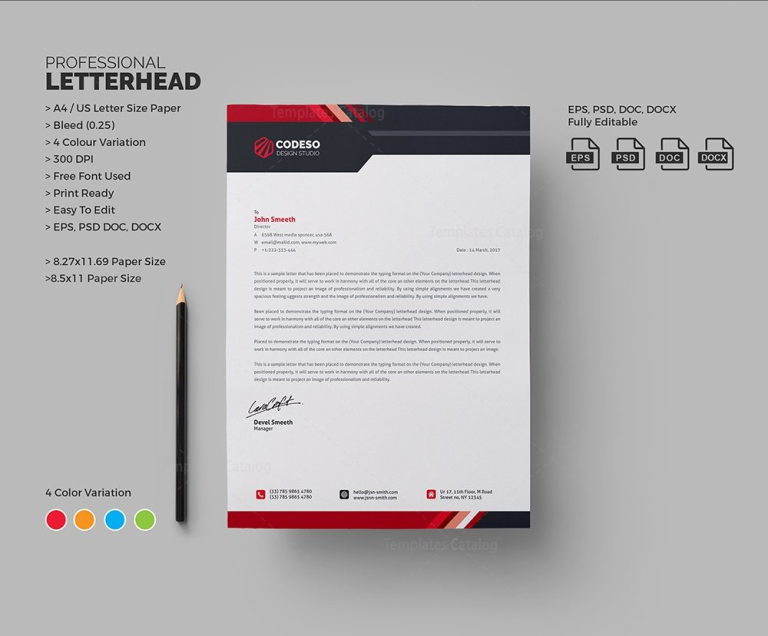 PROFESSIONAL
LETTERHEAD
> A4 / US Letter Size Paper
> Bleed (0.25)
> 4 Colour Variation
> 300 DPI
> Free Font Used
> Print Ready
> Easy To Edit
> EPS, PSD DOC, DOCX
> 8.27x11.69 Paper Size
>8.5x11 Paper Size
4 Color Variation
Templates Catalog
CODESO
DESIGN STUDIO
To
John Smeeth
Director
A 6398 West media sponcer, usa-568
W email@mailid.com, www.myweb.com
P +1-333-333-444
Date : 14 March, 2017
This is a sample letter that has been placed to demonstrate the typing format on the (Your Company) letterhead design. When
positioned properly, it will serve to work in harmony with all of the core an other elements on the letterhead This letterhead
design is meant to project an image of professionalism and reliability. By using simple alignments we have created a very
spacious feeling uggests strength and the image of professionalism and reliability. By using simple alignments we have.
Been placed to demonstrate the typing format on the (Your Company) letterhead design. When positioned properly, it will
serve to work in harmony with all of the core an other elements on the letterhead This letterhead design is meant to project an
image of professionalism and reliability. By using simple alignments we have created.
Placed to demonstrate the typing format on the (Your Company) letterhead design. When positioned properly, it will serve to
work in harmony with all of the core an other elements on the letterhead This letterhead design is meant to project an image.
This is a sample letter that has been placed to demonstrate the typing format on the (Your Company) letterhead design. When
positioned properly, it will serve to work in harmony with all of the core an other elements on the letterhead This letterhead
design is meant to project an image of professionalism and reliability.
Devel Smeeth
Manager
(33) 785 9865 4780
(33) 785 9865 4780
hello@jsn-smith.com
www.jsnn-smith.com
Ur 17, 11th Floor, M Road
Street no, NY 12345
EPS, PSD, DOC, DOCX
Fully Editable
EPS PSD DOC DOCX
Templates Catalog
Catalog
Templates Catalog